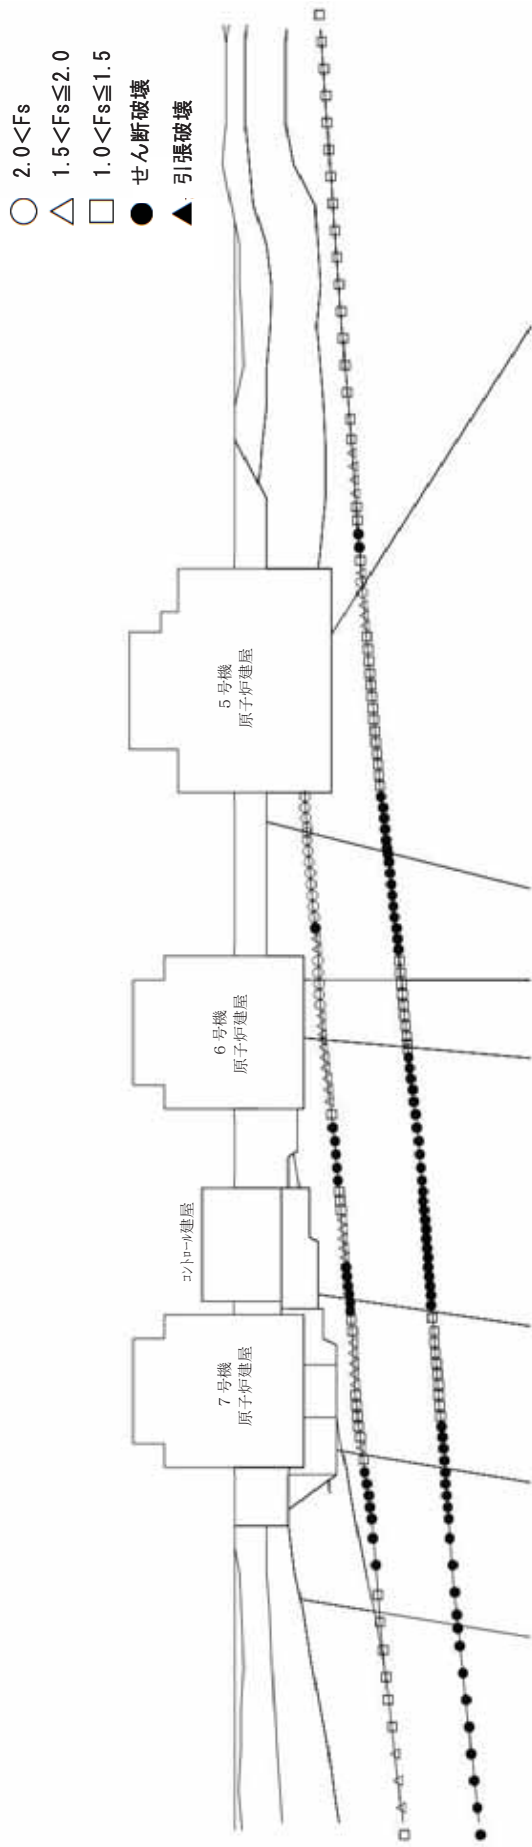 2.0<Fs
1.5<Fs≦2.0
1.0<Fs≦1.5
せん断破壊
引張破壊
7号機
原子炉建屋
コントロール建屋
6号機
原子炉建屋
5号機
原子炉建屋